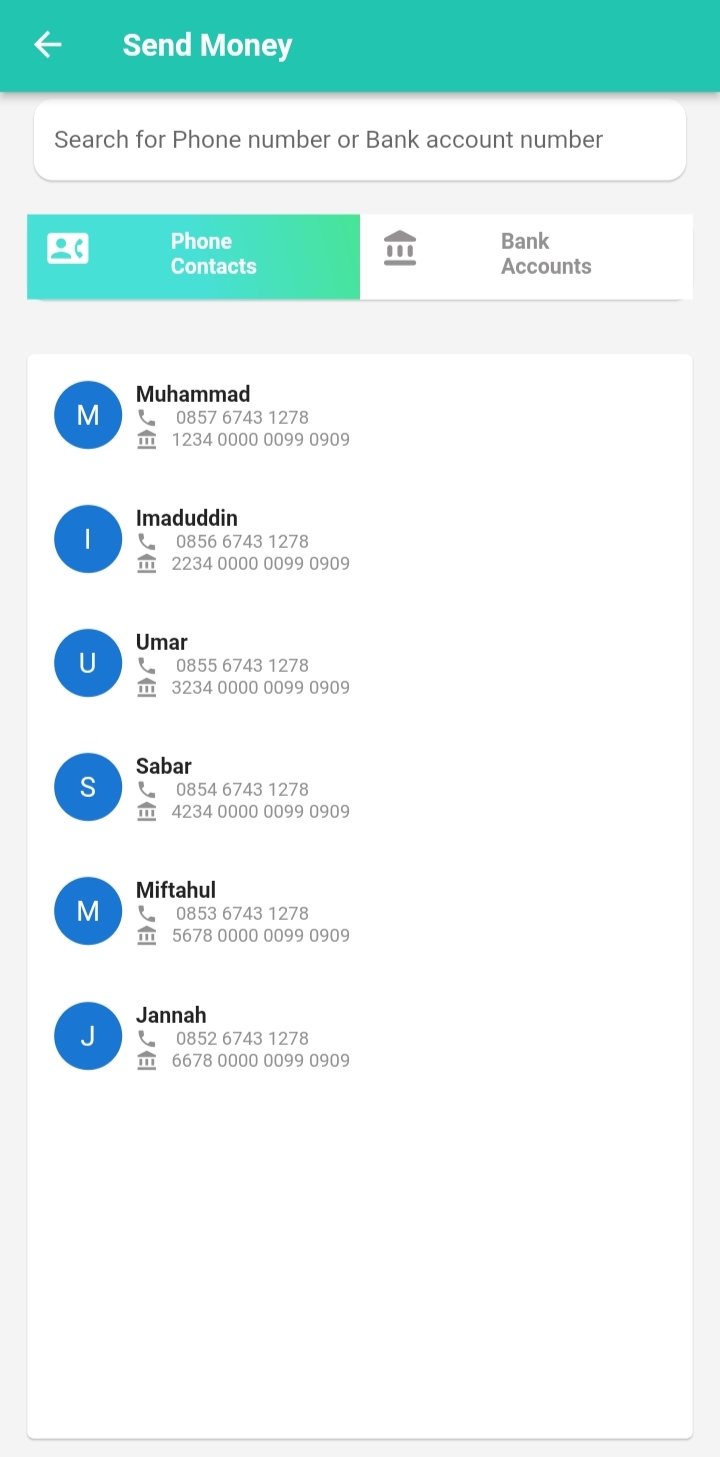 Send Money
Search for Phone number or Bank account number
Phone
Contacts
Bank
Accounts
M
Muhammad
0857 6743 1278
1234 0000 0099 0909
I
Imaduddin
0856 6743 1278
2234 0000 0099 0909
U
Umar
0855 6743 1278
3234 0000 0099 0909
S
Sabar
0854 6743 1278
4234 0000 0099 0909
M
Miftahul
0853 6743 1278
5678 0000 0099 0909
J
Jannah
0852 6743 1278
6678 0000 0099 0909